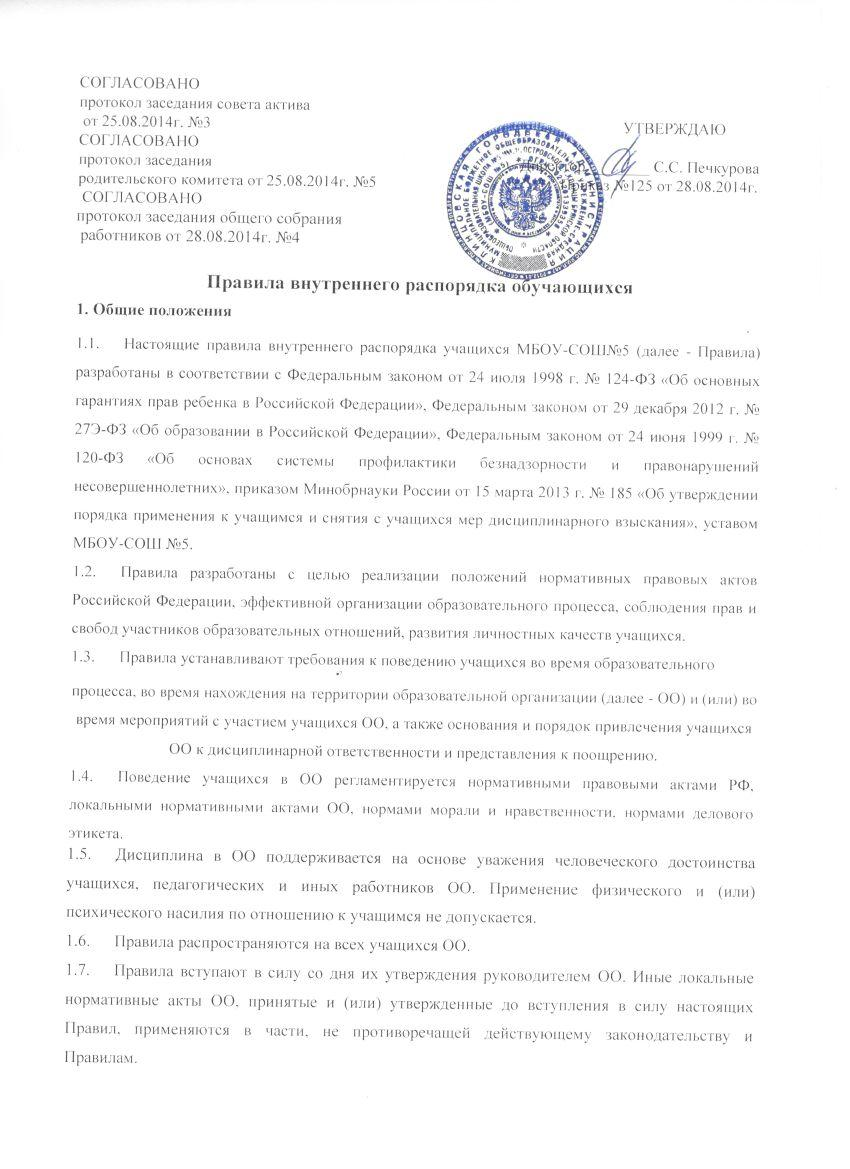 СОГЛАСОВАНО
протокол заседания совета актива
от 25.08.2014г. №3
СОГЛАСОВАНО
протокол заседания
родительского комитета от 25.08.2014г. №5
СОГЛАСОВАНО
протокол заседания общего собрания
работников от 28.08.2014г. №4
УТВЕРЖДАЮ
С.С. Печкурова
приказ №125 от 28.08.2014г.
Правила внутреннего распорядка обучающихся
1. Общие положения
1.1. Настоящие правила внутреннего распорядка учащихся МБОУ-СОШ№5 (далее - Правила)
разработаны в соответствии с Федеральным законом от 24 июля 1998 г. № 124-ФЗ «Об основных
гарантиях прав ребенка в Российской Федерации», Федеральным законом от 29 декабря 2012 г. №
27Э-ФЗ «Об образовании в Российской Федерации», Федеральным законом от 24 июня 1999 г. №
120-ФЗ «Об основах системы профилактики безнадзорности и правонарушений
несовершеннолетних», приказом Минобрнауки России от 15 марта 2013 г. № 185 «Об утверждении
порядка применения к учащимся и снятия с учащихся мер дисциплинарного взыскания», уставом
МБОУ-СОШ №5.
1.2. Правила разработаны с целью реализации положений нормативных правовых актов
Российской Федерации, эффективной организации образовательного процесса, соблюдения прав и
свобод участников образовательных отношений, развития личностных качеств учащихся.
1.3. Правила устанавливают требования к поведению учащихся во время образовательного
процесса, во время нахождения на территории образовательной организации (далее - ОО) и (или) во
время мероприятий с участием учащихся ОО, а также основания и порядок привлечения учащихся
ОО к дисциплинарной ответственности и представления к поощрению.
1.4. Поведение учащихся в ОО регламентируется нормативными правовыми актами РФ,
локальными нормативными актами ОО, нормами морали и нравственности. нормами делового
этикета.
1.5. Дисциплина в ОО поддерживается на основе уважения человеческого достоинства
учащихся, педагогических и иных работников ОО. Применение физического и (или)
психического насилия по отношению к учащимся не допускается.
1.6. Правила распространяются на всех учащихся ОО.
1.7. Правила вступают в силу со дня их утверждения руководителем ОО. Иные локальные
нормативные акты ОО, принятые и (или) утвержденные до вступления в силу настоящих
Правил, применяются в части, не противоречащей действующему законодательству и
Правилам.